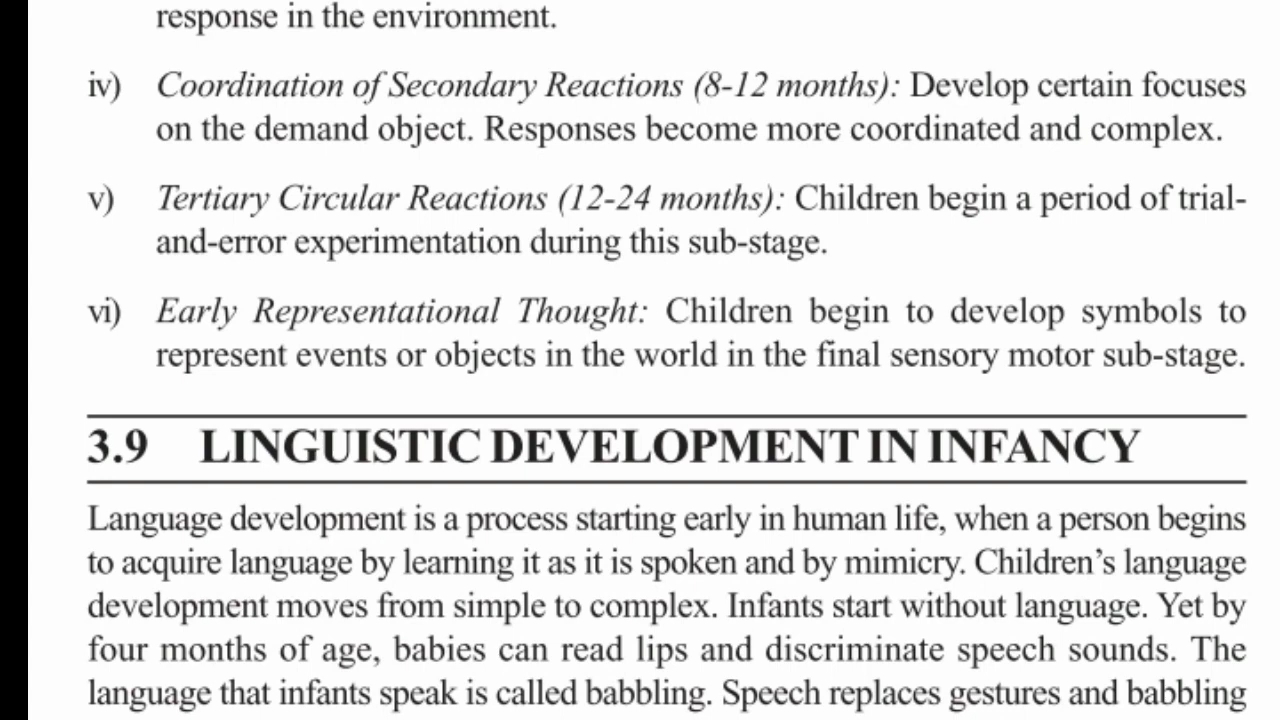 response in the environment.
iv) Coordination of Secondary Reactions (8-12 months): Develop certain focuses
on the demand object. Responses become more coordinated and complex.
v) Tertiary Circular Reactions (12-24 months): Children begin a period of trial-
and-error experimentation during this sub-stage.
vi) Early Representational Thought: Children begin to develop symbols to
represent events or objects in the world in the final sensory motor sub-stage.
3.9 LINGUISTIC DEVELOPMENT IN INFANCY
Language development is a process starting early in human life, when a person begins
to acquire language by learning it as it is spoken and by mimicry. Children’s language
development moves from simple to complex. Infants start without language. Yet by
four months of age, babies can read lips and discriminate speech sounds. The
language that infants speak is called babbling. Speech replaces gestures and babbling